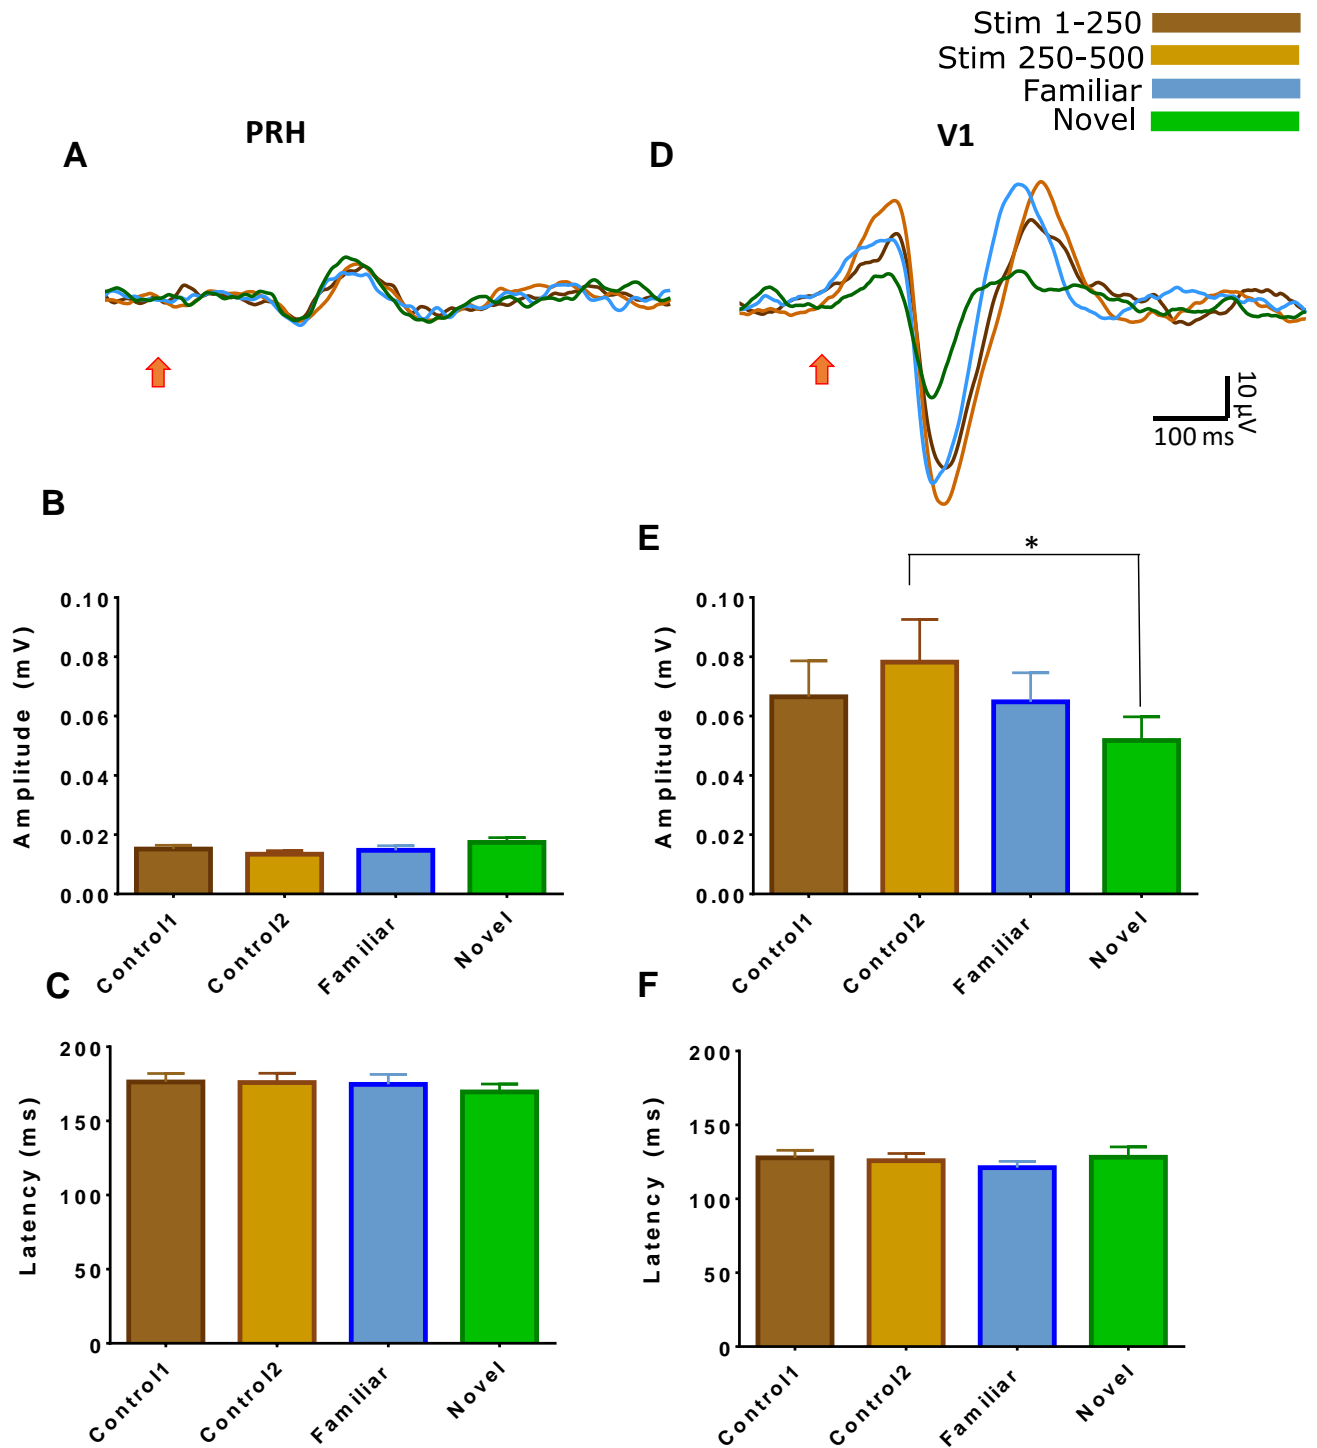 Stim 1-250
Stim 250-500
Familiar
Novel
PRH
V1
A
D
10 µV
100 ms
B
E
*
Amplitude (mV)
0.10
0.08
0.06
0.04
0.02
0.00
Control1
Control2
Familiar
Novel
Amplitude (mV)
0.10
0.08
0.06
0.04
0.02
0.00
Control1
Control2
Familiar
Novel
C
F
Latency (ms)
200
150
100
50
0
Control1
Control2
Familiar
Novel
Latency (ms)
200
150
100
50
0
Control1
Control2
Familiar
Novel